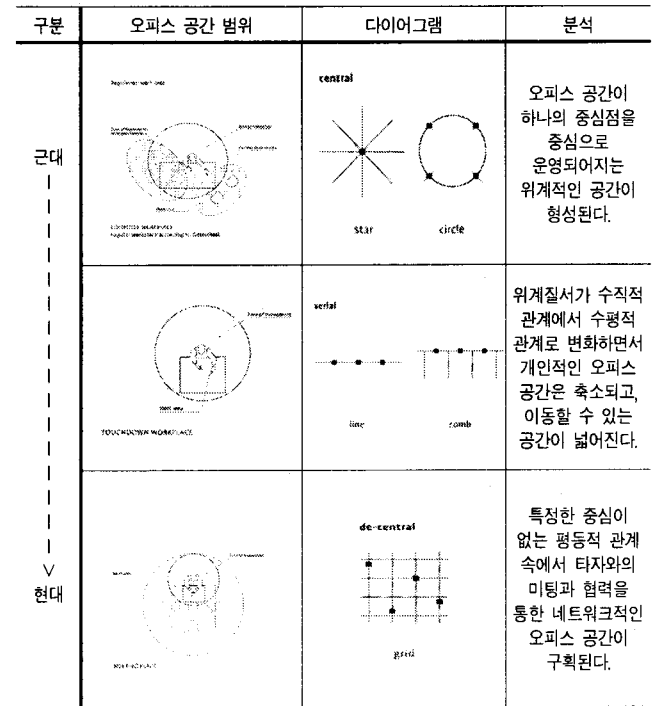 구분
오피스 공간 범위
다이어그램
분석
근대
central
star
circle
오피스 공간이
하나의 중심점을
중심으로
운영되어지는
위계적인 공간이
형성된다.
serial
line
comb
TOUCHDOWN WORKPLACE
위계질서가 수직적
관계에서 수평적
관계로 변화하면서
개인적인 오피스
공간은 축소되고,
이동할 수 있는
공간이 넓어진다.
현대
de-central
grid
특정한 중심이
없는 평등적 관계
속에서 타자와의
미팅과 협력을
통한 네트워크적인
오피스 공간이
구획된다.